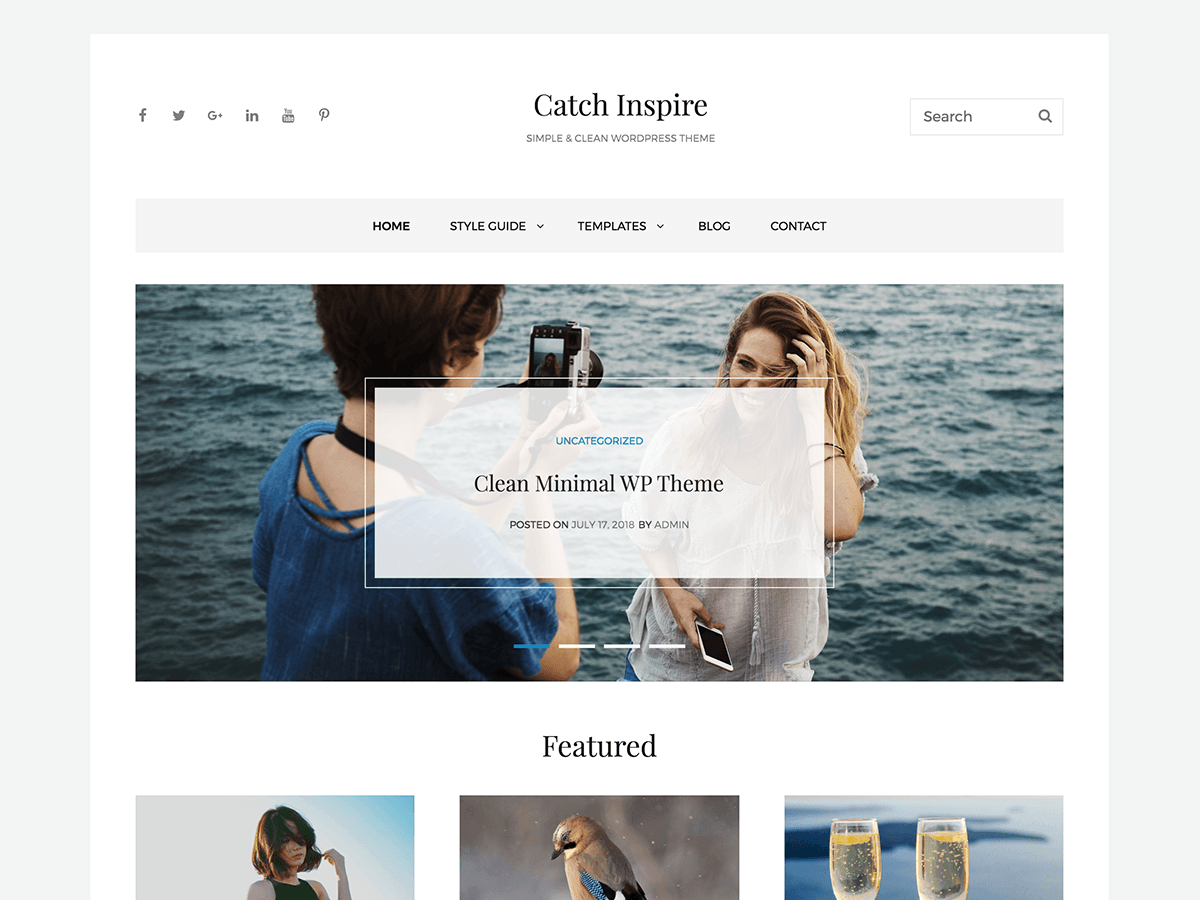 Catch Inspire
SIMPLE & CLEAN WORDPRESS THEME
Search
HOME STYLE GUIDE TEMPLATES BLOG CONTACT
UNCATEGORIZED
Clean Minimal WP Theme
POSTED ON JULY 17, 2018 BY ADMIN
Featured